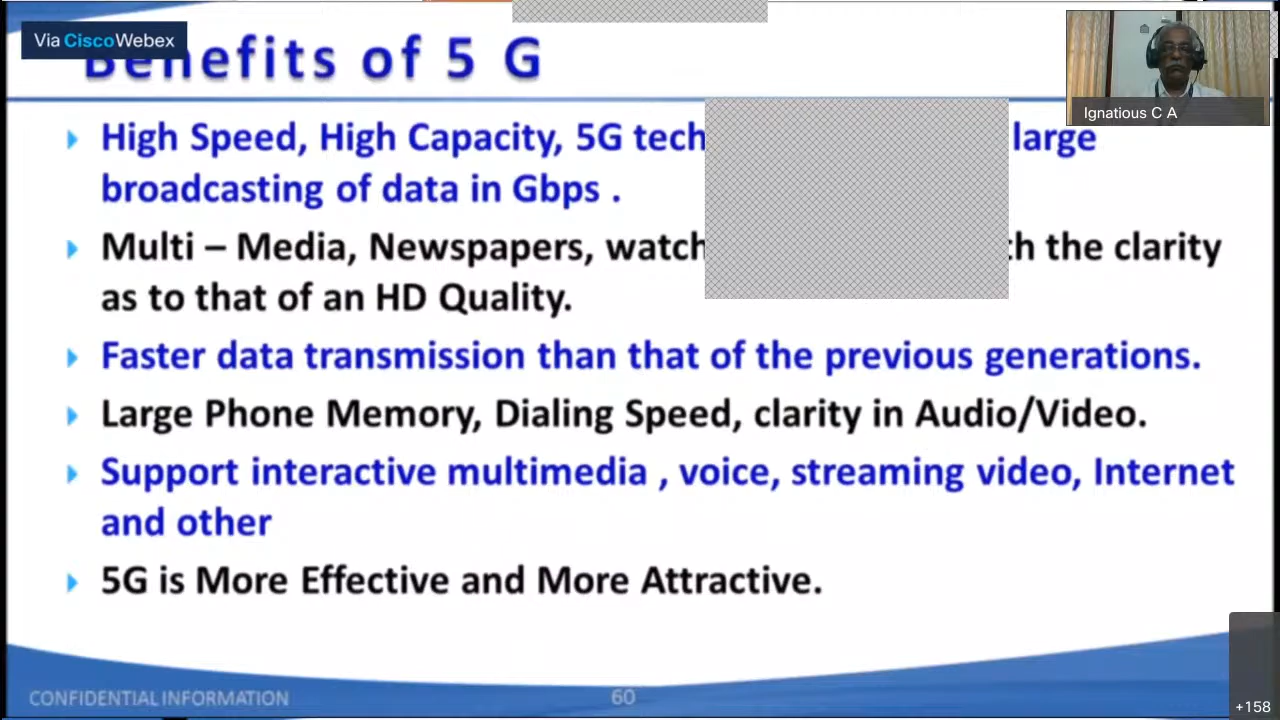 Via Cisco Webex
Benefits of 5 G
Ignatious C A
High Speed, High Capacity, 5G large
broadcasting of data in Gbps .
Multi – Media, Newspapers, the clarity
as to that of an HD Quality.
Faster data transmission than that of the previous generations.
Large Phone Memory, Dialing Speed, clarity in Audio/Video.
Support interactive multimedia , voice, streaming video, Internet
and other
5G is More Effective and More Attractive.
CONFIDENTIAL INFORMATION
60
+158